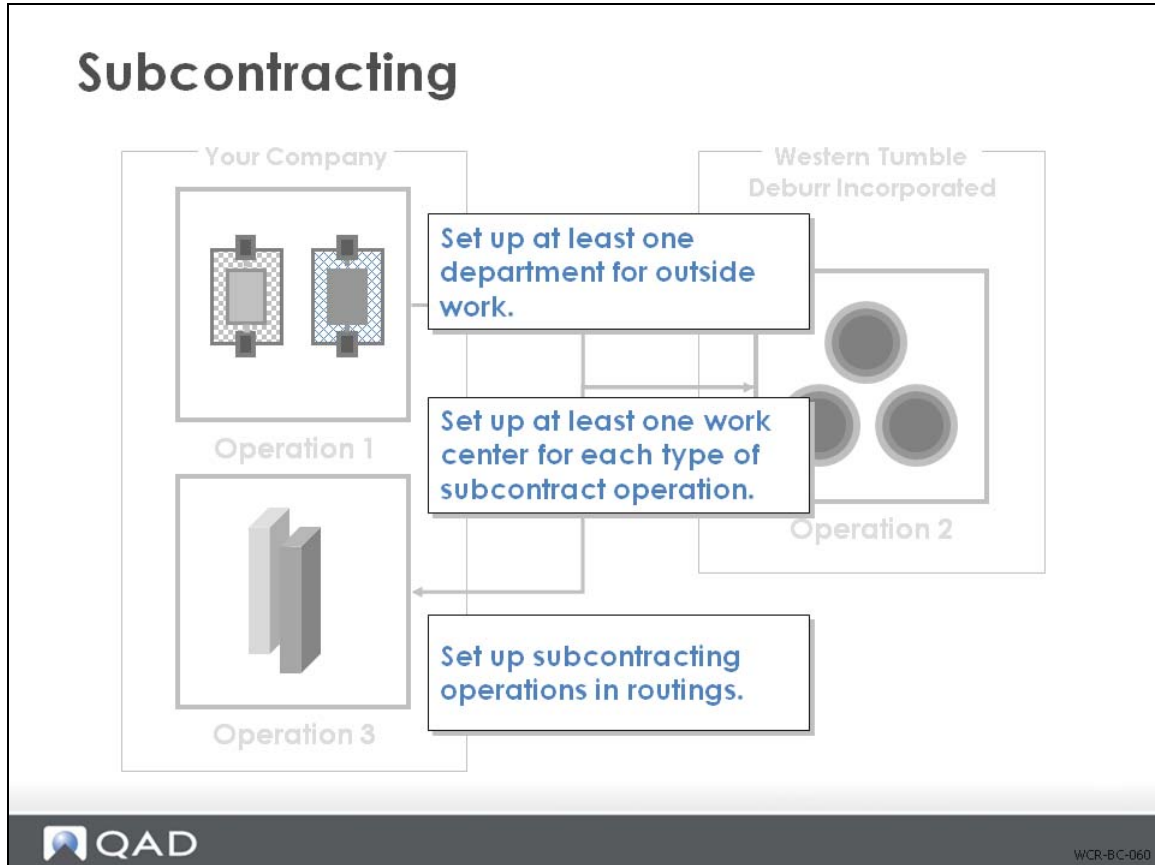 Subcontracting
Your Company
Western Tumble
Deburr Incorporated
Set up at least one
department for outside
work.
Operation 1
Set up at least one work
center for each type of
subcontract operation.
Operation 2
Set up subcontracting
operations in routings.
Operation 3
QAD
WCR-BC-060